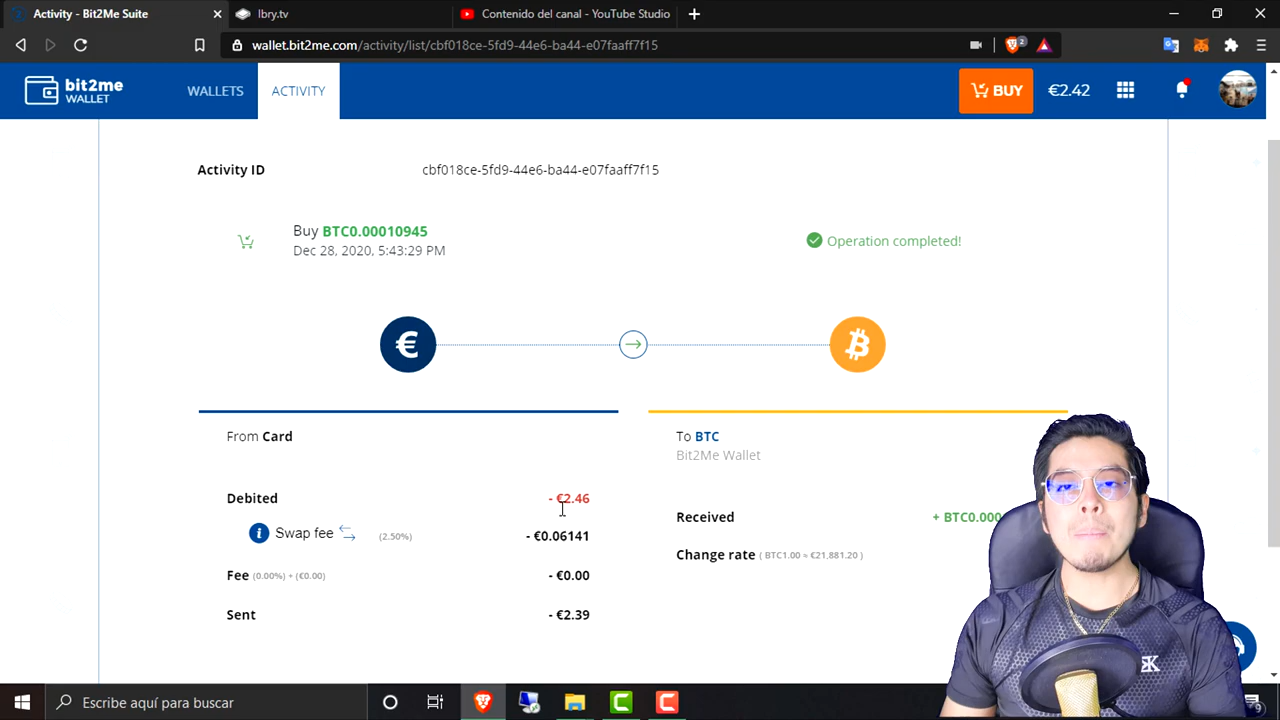 Activity - Bit2Me Suite
lbry.tv
Contenido del canal - YouTube Studio
wallet.bit2me.com/activity/list/cbf018ce-5fd9-44e6-ba44-e07faaff7f15
2
bit2me
WALLET
WALLETS
ACTIVITY
BUY
€2.42
Activity ID
cbf018ce-5fd9-44e6-ba44-e07faaff7f15
Buy BTC0.00010945
Dec 28, 2020, 5:43:29 PM
Operation completed!
From Card
To BTC
Bit2Me Wallet
Debited
- €2.46
Swap fee
(2.50%)
- €0.06141
Received
+ BTC0.000
Change rate ( BTC1.00 ≈ €21,881.20 )
Fee (0.00%) + (€0.00)
- €0.00
Sent
- €2.39
Escribe aquí para buscar
9